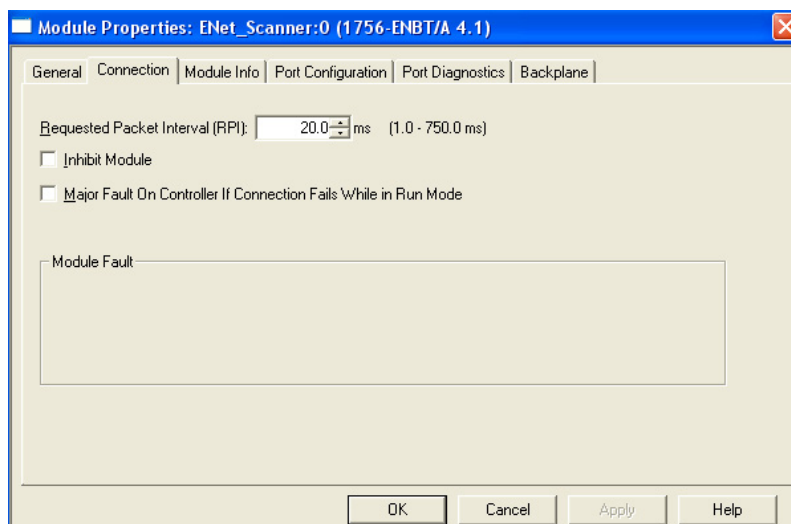 Module Properties: ENet_Scanner:0 (1756-ENBT/A 4.1)
General Connection Module Info Port Configuration Port Diagnostics Backplane
Requested Packet Interval (RPI): 20.0 ms (1.0 - 750.0 ms)
Inhibit Module
Major Fault On Controller If Connection Fails While in Run Mode
Module Fault
OK Cancel Apply Help